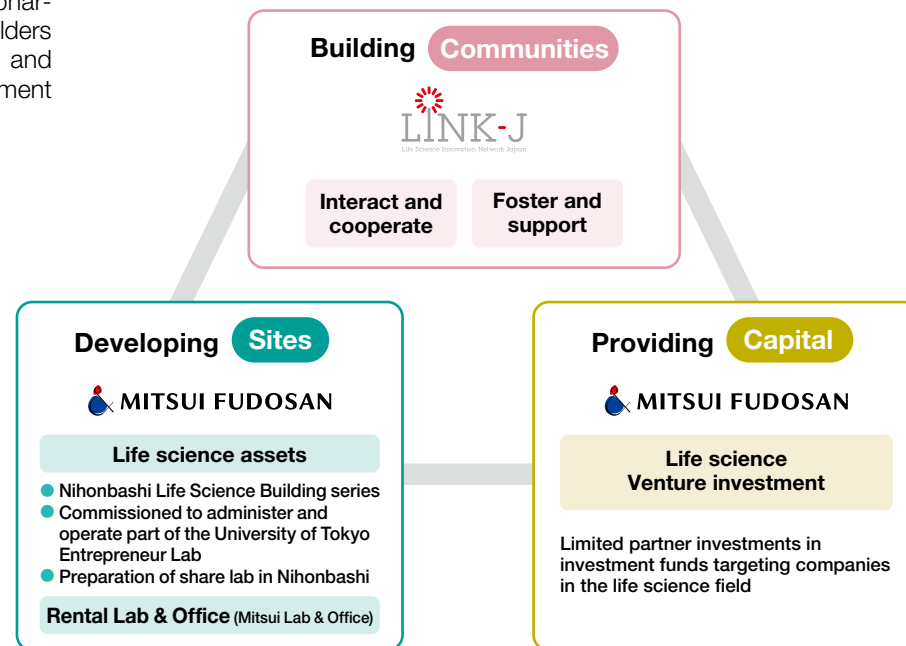 onar-
olders
and
ment
Building Communities
LINK-J
Life Science Innovation Network Japan
Interact and
cooperate
Foster and
support
Developing Sites
MITSUI FUDOSAN
Life science assets
Nihonbashi Life Science Building series
Commissioned to administer and
operate part of the University of Tokyo
Entrepreneur Lab
Preparation of share lab in Nihonbashi
Rental Lab & Office (Mitsui Lab & Office)
Providing Capital
MITSUI FUDOSAN
Life science
Venture investment
Limited partner investments in
investment funds targeting companies
in the life science field